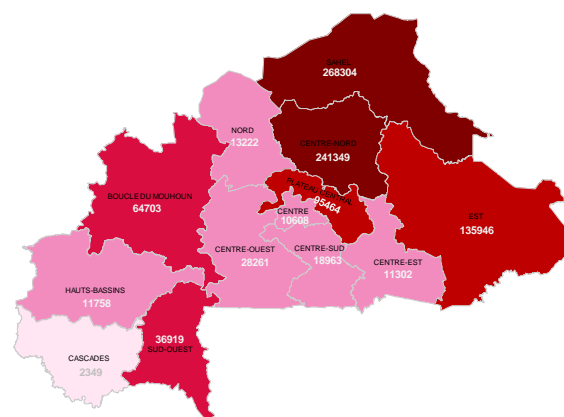 SAHEL
268304
NORD
13222
CENTRE-NORD
241349
PLATEAU CENTRAL
95464
BOUCLE DU MOUHOUN
64703
CENTRE
10608
EST
135946
CENTRE-OUEST
28261
CENTRE-SUD
18963
CENTRE-EST
11302
HAUTS-BASSINS
11758
36919
SUD-OUEST
CASCADES
2349